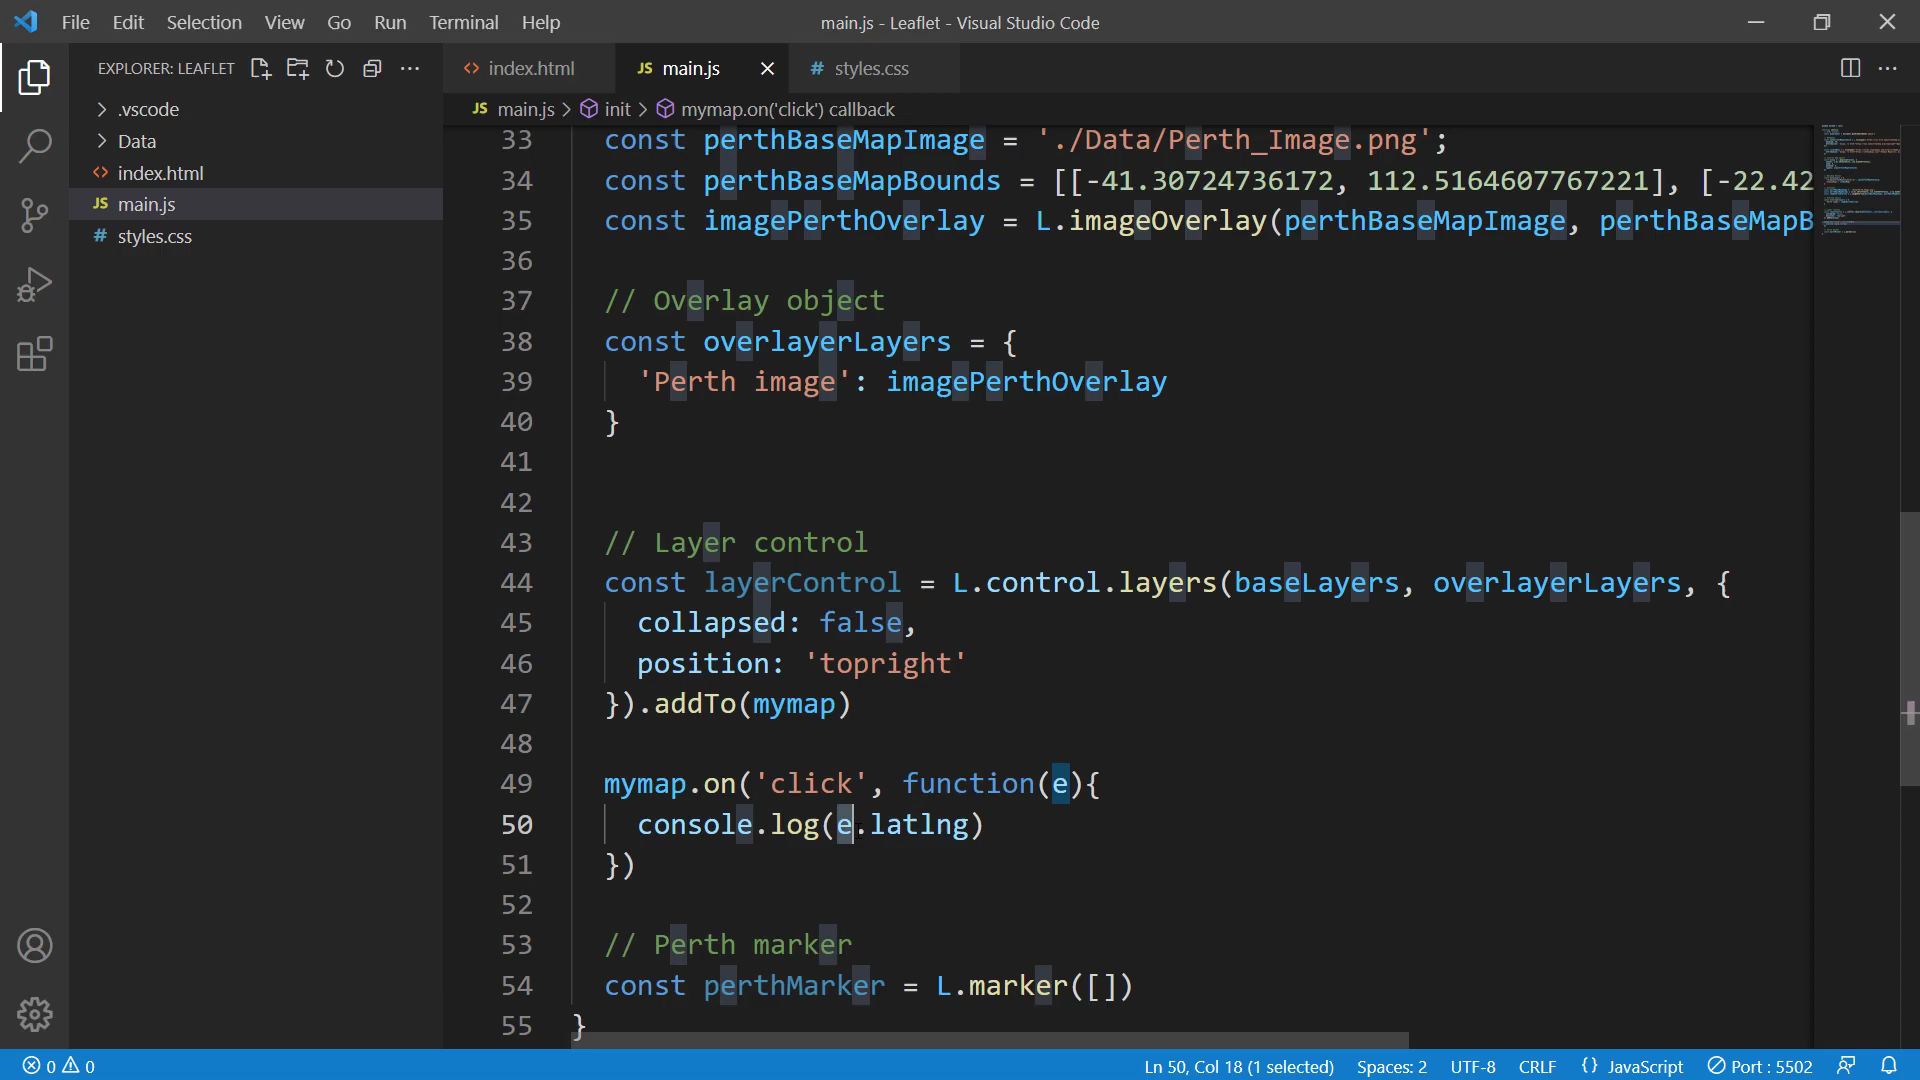 File Edit Selection View Go Run Terminal Help
main.js - Leaflet - Visual Studio Code
EXPLORER: LEAFLET
.vscode
Data
<> index.html
JS main.js
# styles.css
<> index.html
JS main.js
# styles.css
JS main.js > init > mymap.on('click') callback
33 const perthBaseMapImage = './Data/Perth_Image.png';
34 const perthBaseMapBounds = [[-41.30724736172, 112.5164607767221], [-22.42
35 const imagePerthOverlay = L.imageOverlay(perthBaseMapImage, perthBaseMapB
36
37 // Overlay object
38 const overlayerLayers = {
39 'Perth image': imagePerthOverlay
40 }
41
42
43 // Layer control
44 const layerControl = L.control.layers(baseLayers, overlayerLayers, {
45 collapsed: false,
46 position: 'topright'
47 }).addTo(mymap)
48
49 mymap.on('click', function(e){
50 console.log(e.latlng)
51 })
52
53 // Perth marker
54 const perthMarker = L.marker([])
55 }
0 0 Ln 50, Col 18 (1 selected) Spaces: 2 UTF-8 CRLF {} JavaScript Port : 5502